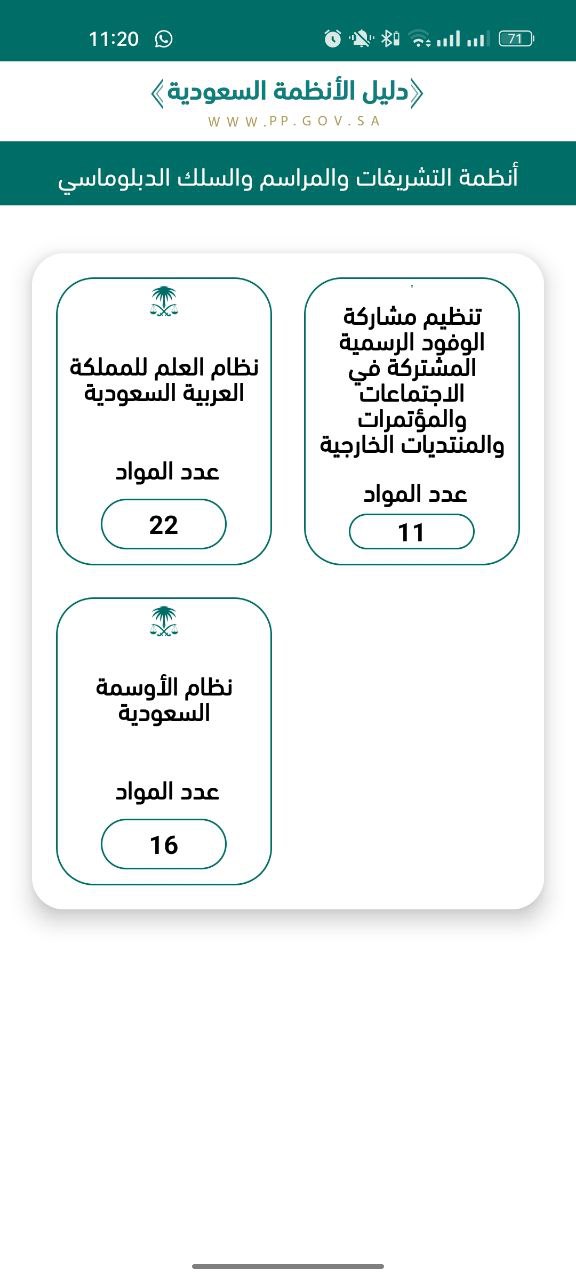 11:20
71
دليل الأنظمة السعودية
WWW.PP.GOV.SA
أنظمة التشريفات والمراسم والسلك الدبلوماسي
تنظيم مشاركة
الوفود الرسمية
المشتركة في
الاجتماعات
والمؤتمرات
والمنتديات الخارجية
عدد المواد
11
نظام العلم للمملكة
العربية السعودية
عدد المواد
22
نظام الأوسمة
السعودية
عدد المواد
16